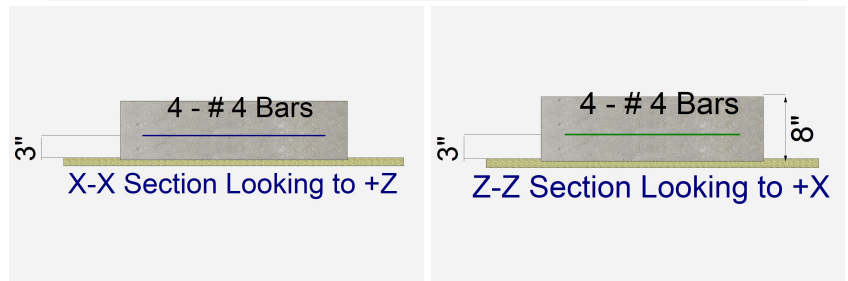 4 - # 4 Bars
3"
X-X Section Looking to +Z
4 - # 4 Bars
3"
8"
Z-Z Section Looking to +X